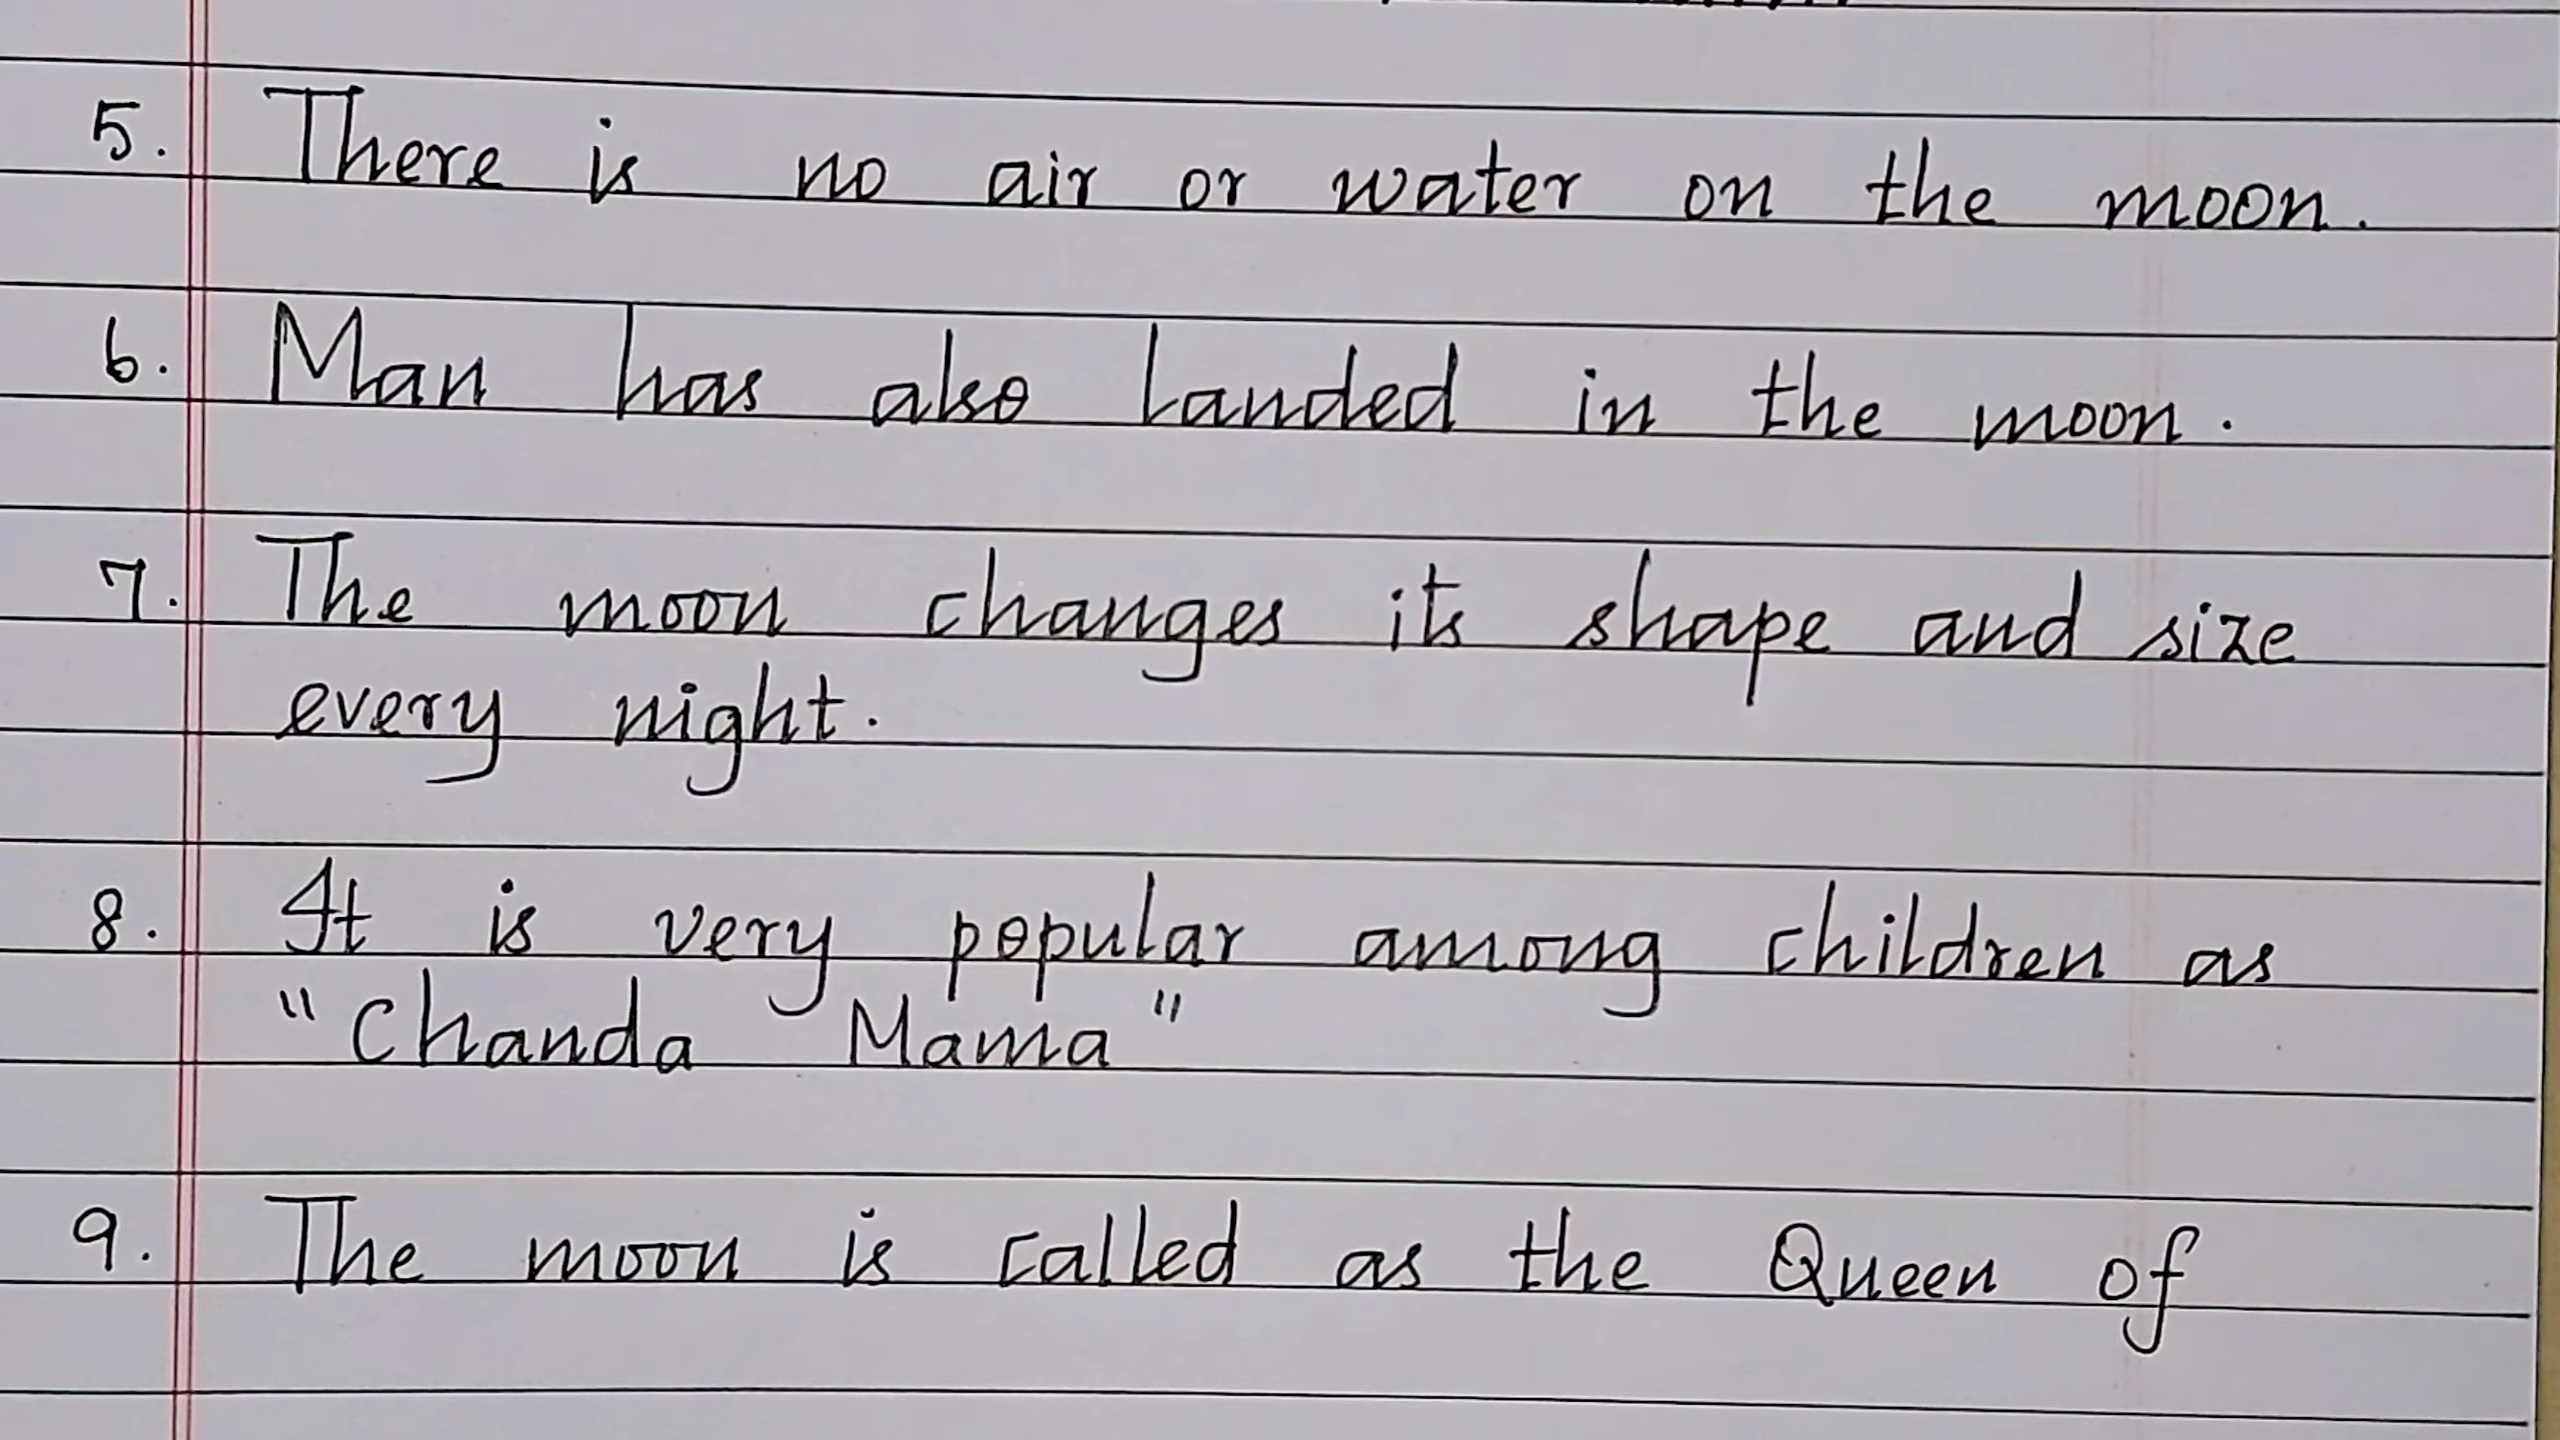 5. There is no air or water on the moon.
6. Man has also landed in the moon.
7. The moon changes its shape and size
every night.
8. It is very popular among children as
"Chanda Mama"
9. The moon is called as the Queen of